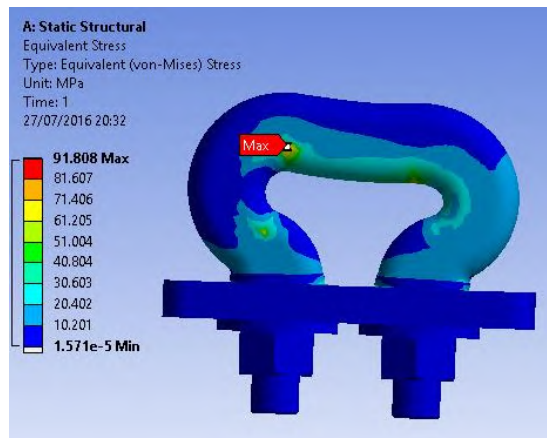 A: Static Structural
Equivalent Stress
Type: Equivalent (von-Mises) Stress
Unit: MPa
Time: 1
27/07/2016 20:32
91.808 Max
81.607
71.406
61.205
51.004
40.804
30.603
20.402
10.201
1.571e-5 Min
Max